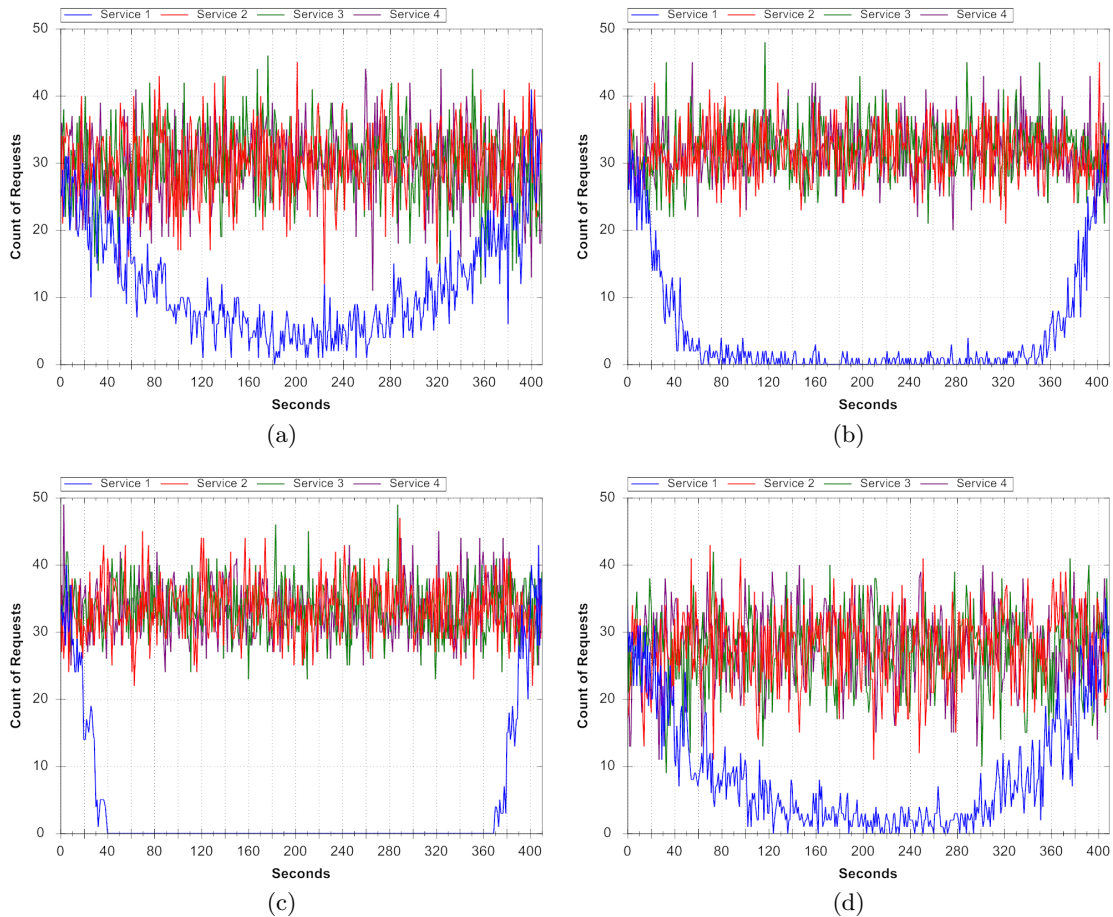 Service 1 Service 2 Service 3 Service 4
50
40
30
20
10
0
Count of Requests
0 40 80 120 160 200 240 280 320 360 400
Seconds
(a)
Service 1 Service 2 Service 3 Service 4
50
40
30
20
10
0
Count of Requests
0 40 80 120 160 200 240 280 320 360 400
Seconds
(b)
Service 1 Service 2 Service 3 Service 4
50
40
30
20
10
0
Count of Requests
0 40 80 120 160 200 240 280 320 360 400
Seconds
(c)
Service 1 Service 2 Service 3 Service 4
50
40
30
20
10
0
Count of Requests
0 40 80 120 160 200 240 280 320 360 400
Seconds
(d)